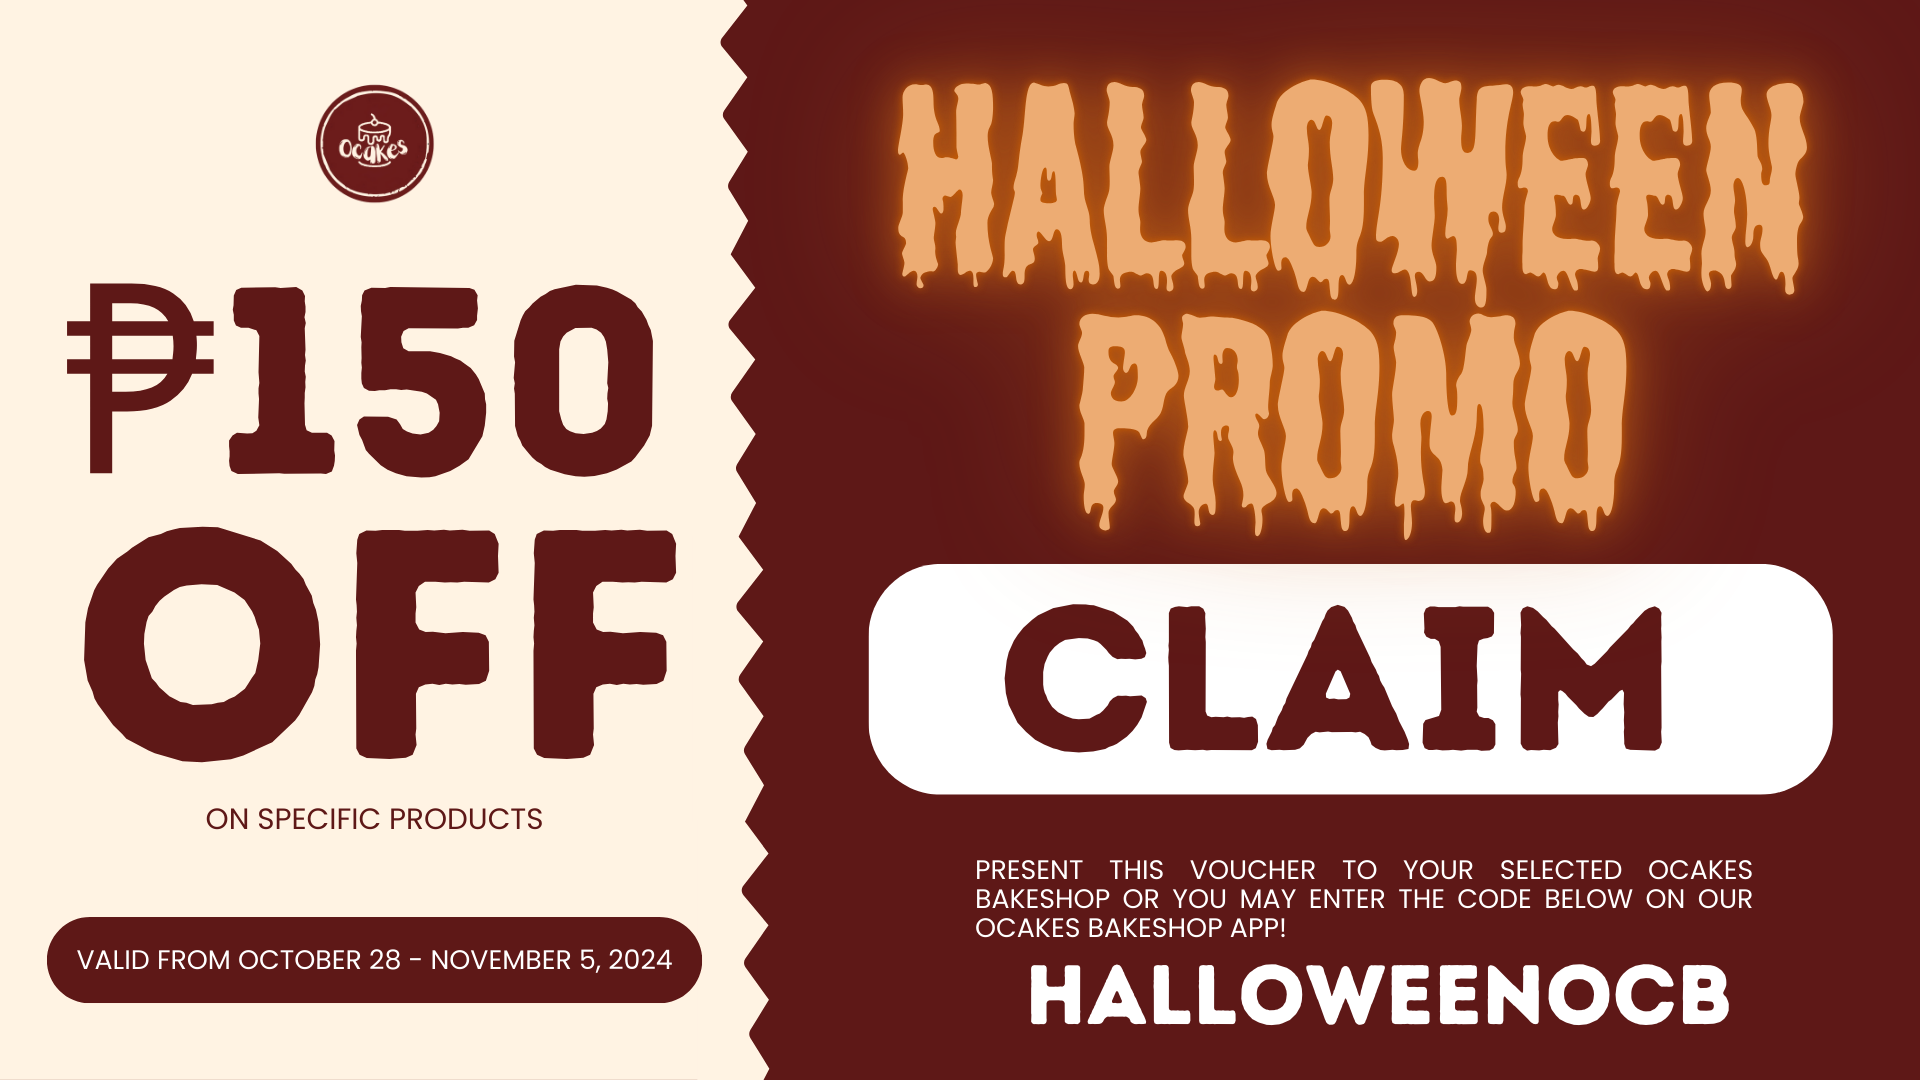 Ocakes
₱150
OFF
ON SPECIFIC PRODUCTS
VALID FROM OCTOBER 28 - NOVEMBER 5, 2024
HALLOWEEN
PROMO
CLAIM
PRESENT THIS VOUCHER TO YOUR SELECTED OCAKES
BAKESHOP OR YOU MAY ENTER THE CODE BELOW ON OUR
OCAKES BAKESHOP APP!
HALLOWEENOCB